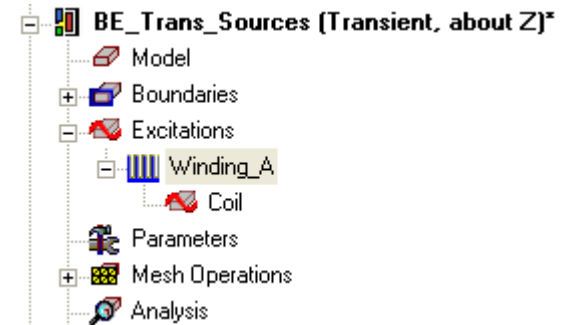 BE_Trans_Sources (Transient, about Z)*
Model
Boundaries
Excitations
Winding_A
Coil
Parameters
Mesh Operations
Analysis